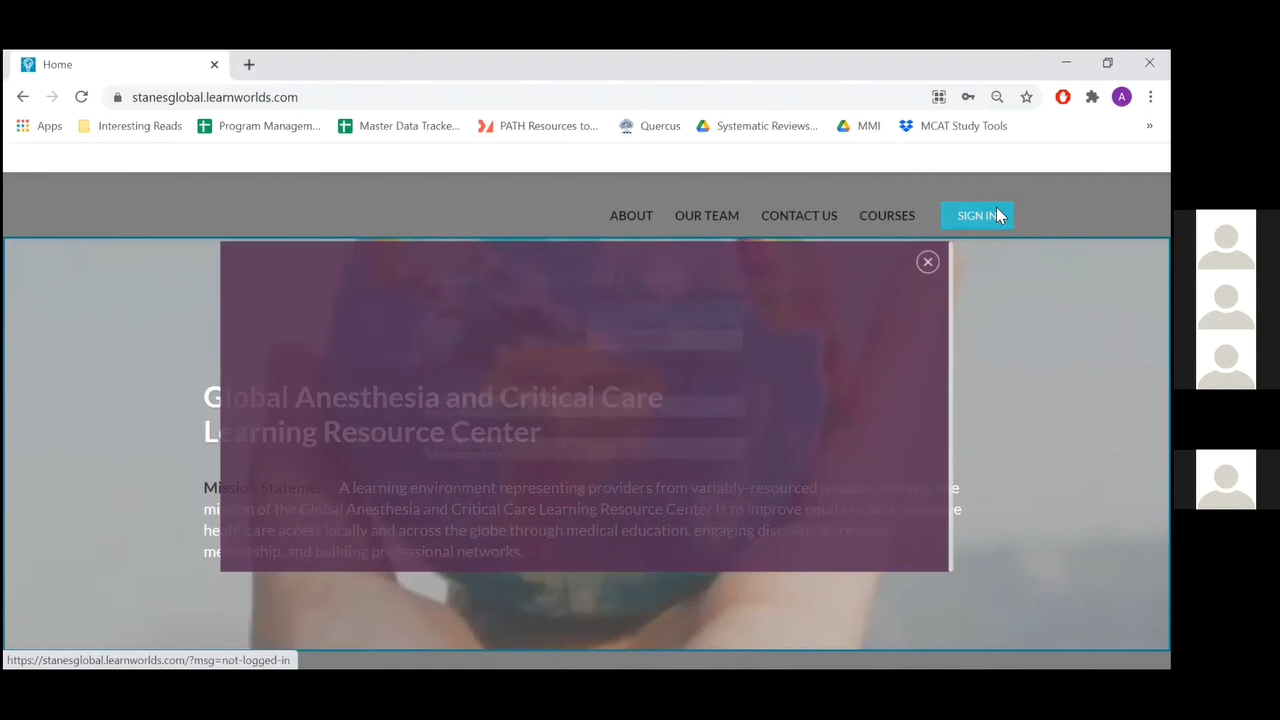 Home
stanesglobal.learnworlds.com
A
Apps Interesting Reads Program Managem... Master Data Tracke... PATH Resources to... Quercus Systematic Reviews... MMI MCAT Study Tools »
ABOUT OUR TEAM CONTACT US COURSES SIGN IN
Global Anesthesia and Critical Care
Learning Resource Center
Mission Stateme... A learning environment representing providers from variably-resourced
mission of the Global Anesthesia and Critical Care Learning Resource Center is to improve
healthcare access locally and across the globe through medical education, engaging
mentorship, and building professional networks.
https://stanesglobal.learnworlds.com/?msg=not-logged-in